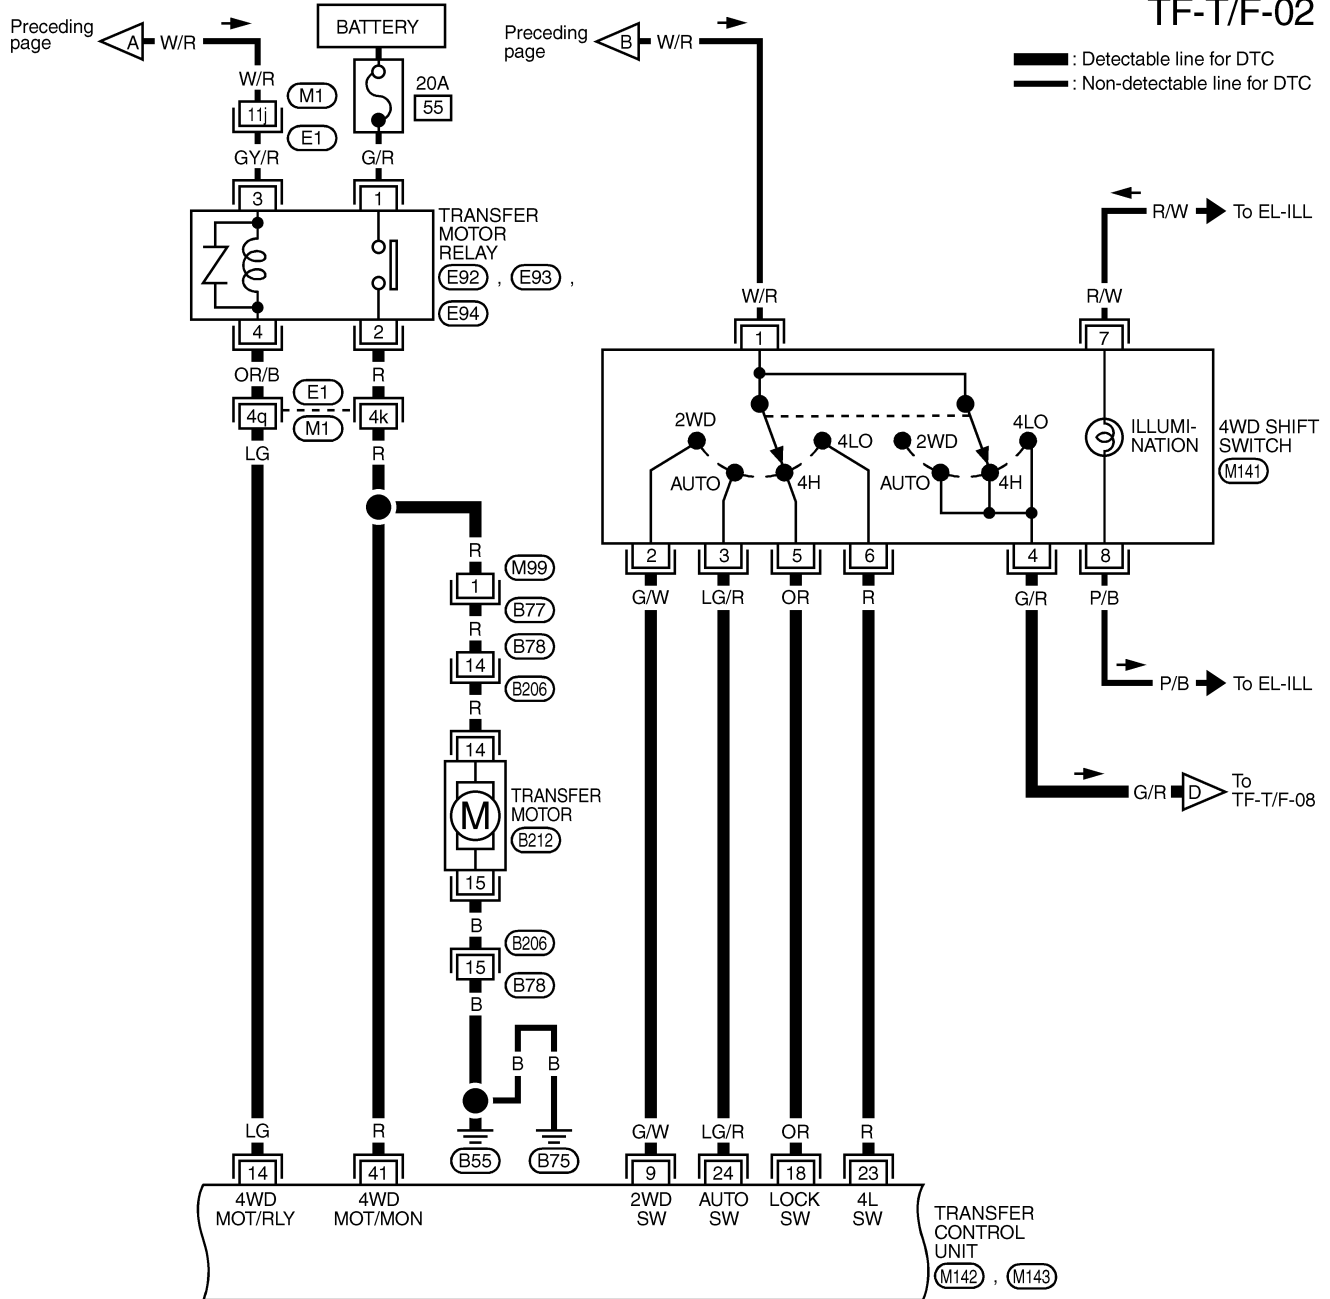 TF-T/F-02
: Detectable line for DTC
: Non-detectable line for DTC
Preceding
page
A
W/R
W/R
11j
M1
E1
GY/R
3
BATTERY
20A
55
G/R
1
TRANSFER
MOTOR
RELAY
E92 , E93 ,
E94
4
2
OR/B
R
E1
4q
4k
M1
LG
R
R
M99
1
B77
R
B78
14
B206
R
14
M
TRANSFER
MOTOR
B212
15
B
B206
15
B78
B
B
B
B55
B75
Preceding
page
B
W/R
W/R
1
R/W
To EL-ILL
R/W
7
2WD
AUTO
4H
4LO
2WD
AUTO
4H
4LO
ILLUMI-
NATION
4WD SHIFT
SWITCH
M141
2
3
5
6
4
8
G/W
LG/R
OR
R
G/R
P/B
P/B
To EL-ILL
G/R
D
To
TF-T/F-08
LG
R
G/W
LG/R
OR
R
14
41
9
24
18
23
4WD
MOT/RLY
4WD
MOT/MON
2WD
SW
AUTO
SW
LOCK
SW
4L
SW
TRANSFER
CONTROL
UNIT
M142 , M143